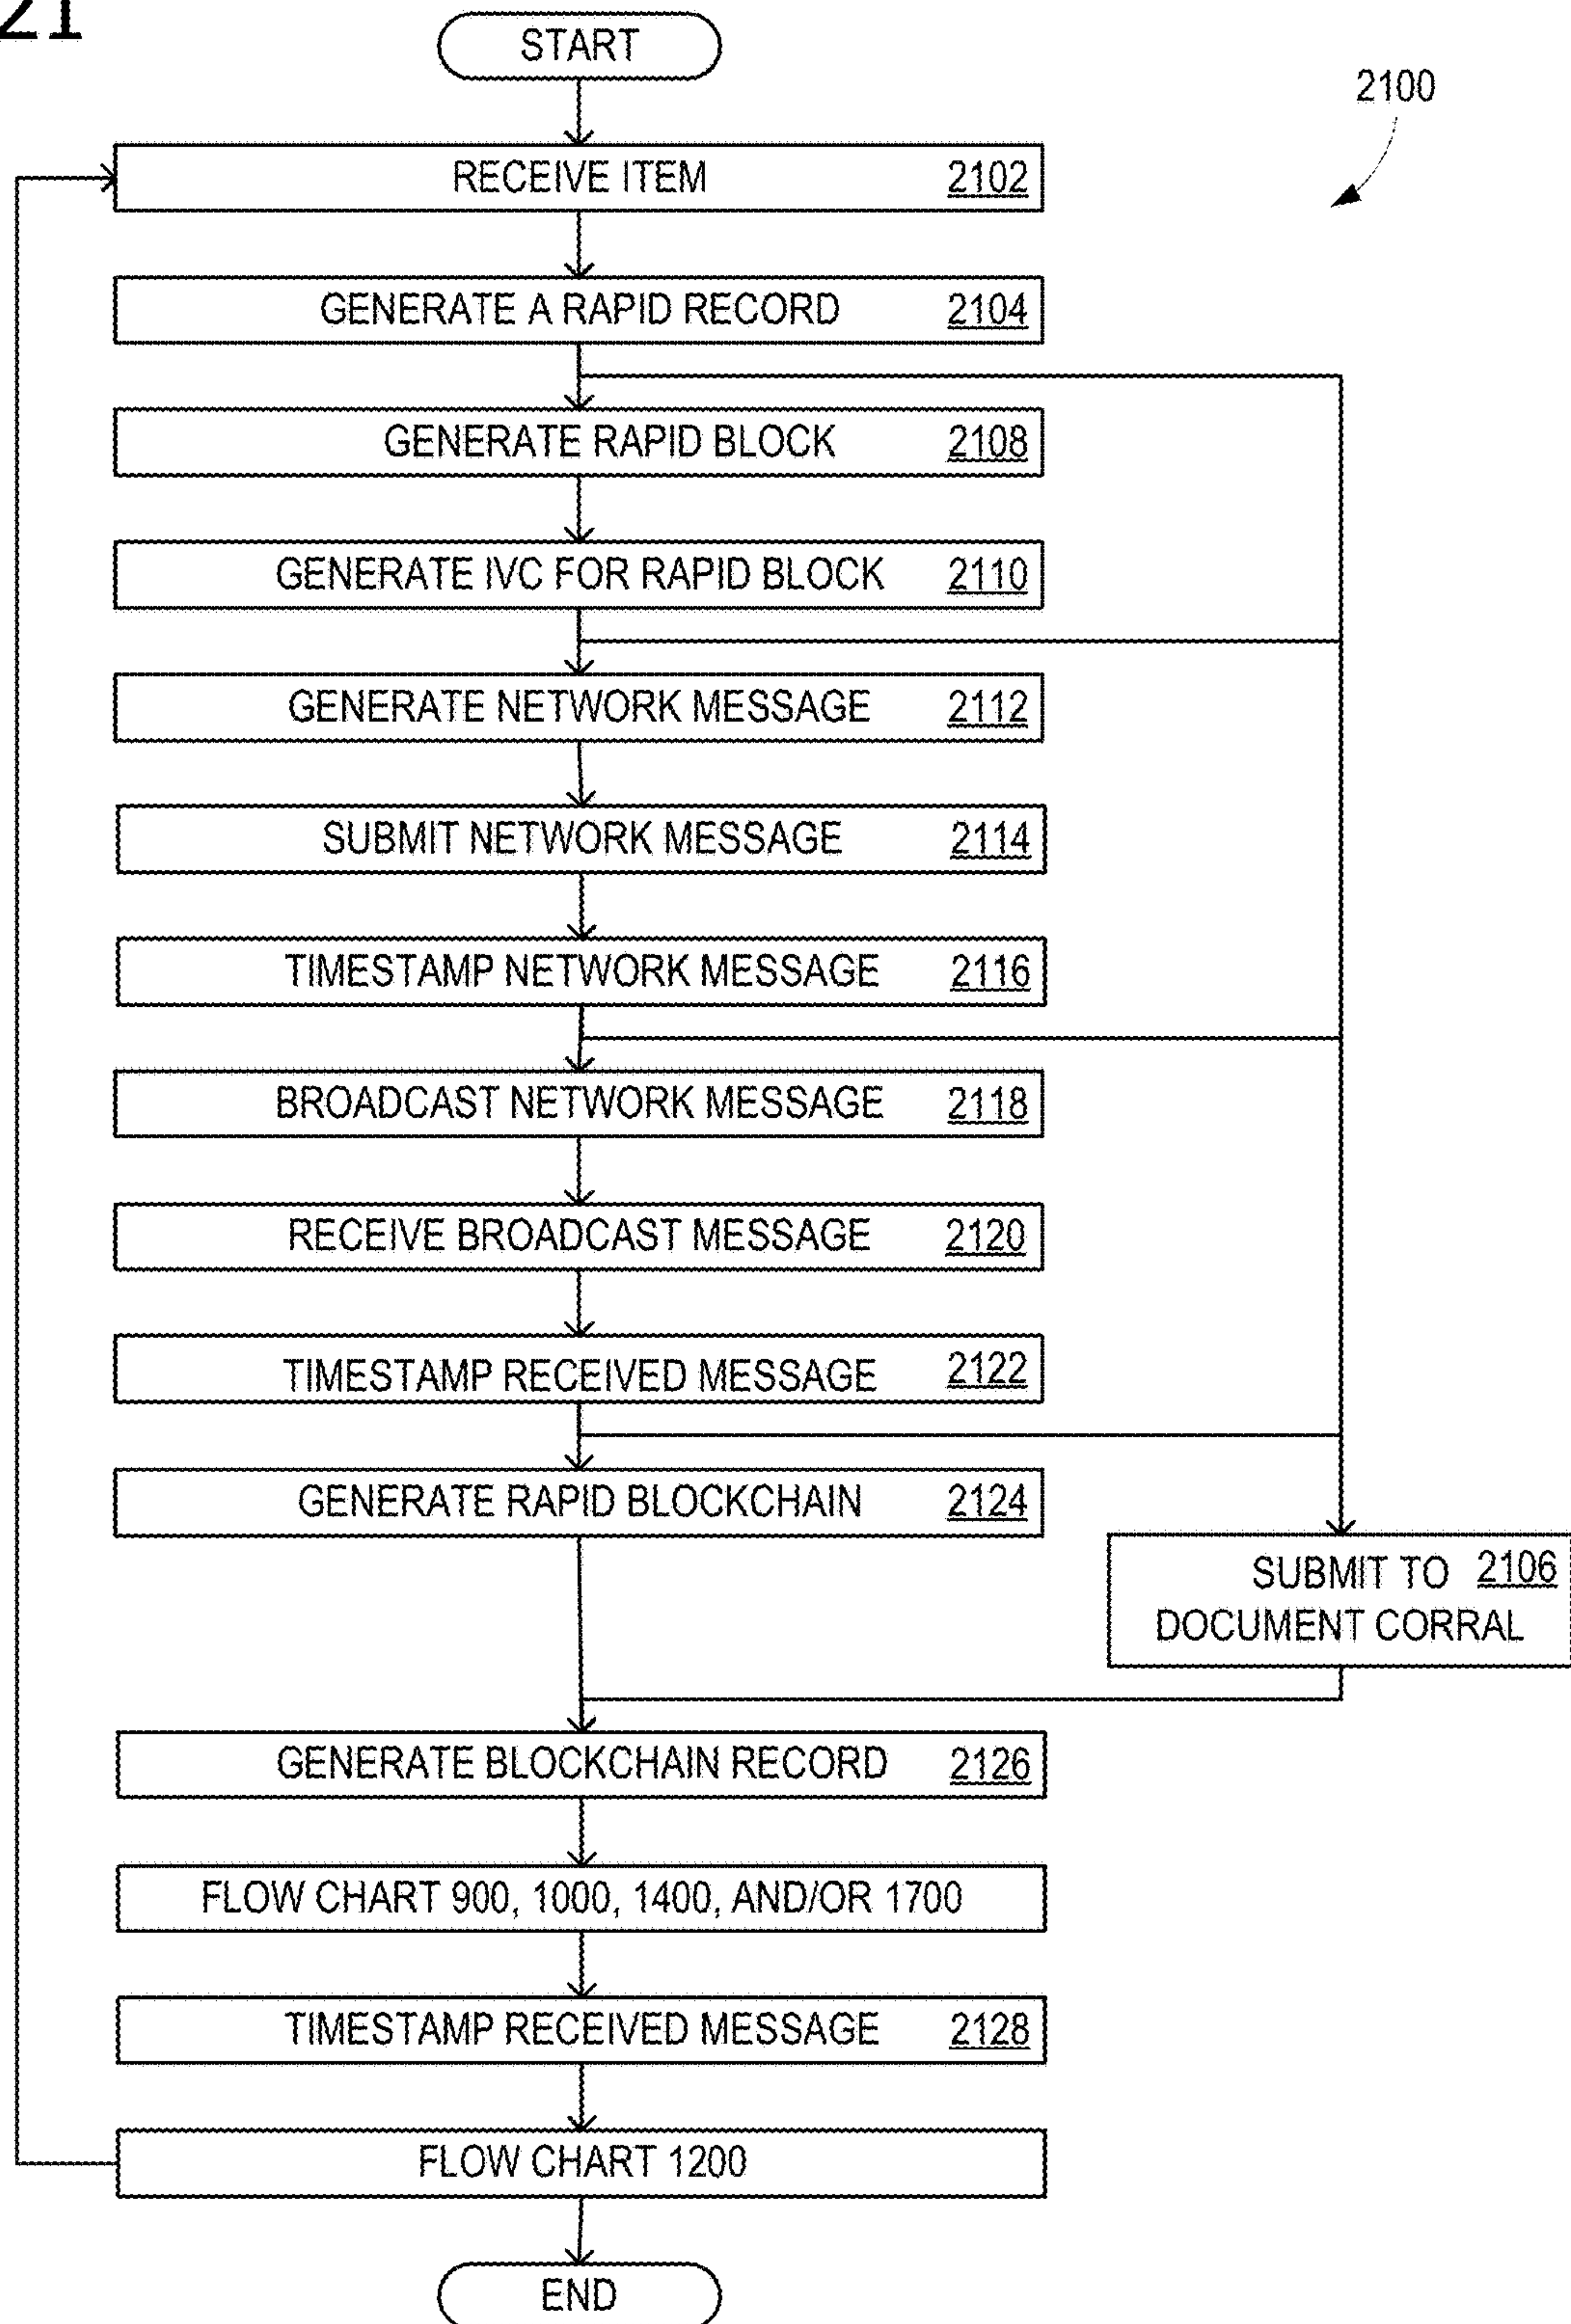 21
START
2100
RECEIVE ITEM 2102
GENERATE A RAPID RECORD 2104
GENERATE RAPID BLOCK 2108
GENERATE IVC FOR RAPID BLOCK 2110
GENERATE NETWORK MESSAGE 2112
SUBMIT NETWORK MESSAGE 2114
TIMESTAMP NETWORK MESSAGE 2116
BROADCAST NETWORK MESSAGE 2118
RECEIVE BROADCAST MESSAGE 2120
TIMESTAMP RECEIVED MESSAGE 2122
GENERATE RAPID BLOCKCHAIN 2124
SUBMIT TO 2106
DOCUMENT CORRAL
GENERATE BLOCKCHAIN RECORD 2126
FLOW CHART 900, 1000, 1400, AND/OR 1700
TIMESTAMP RECEIVED MESSAGE 2128
FLOW CHART 1200
END